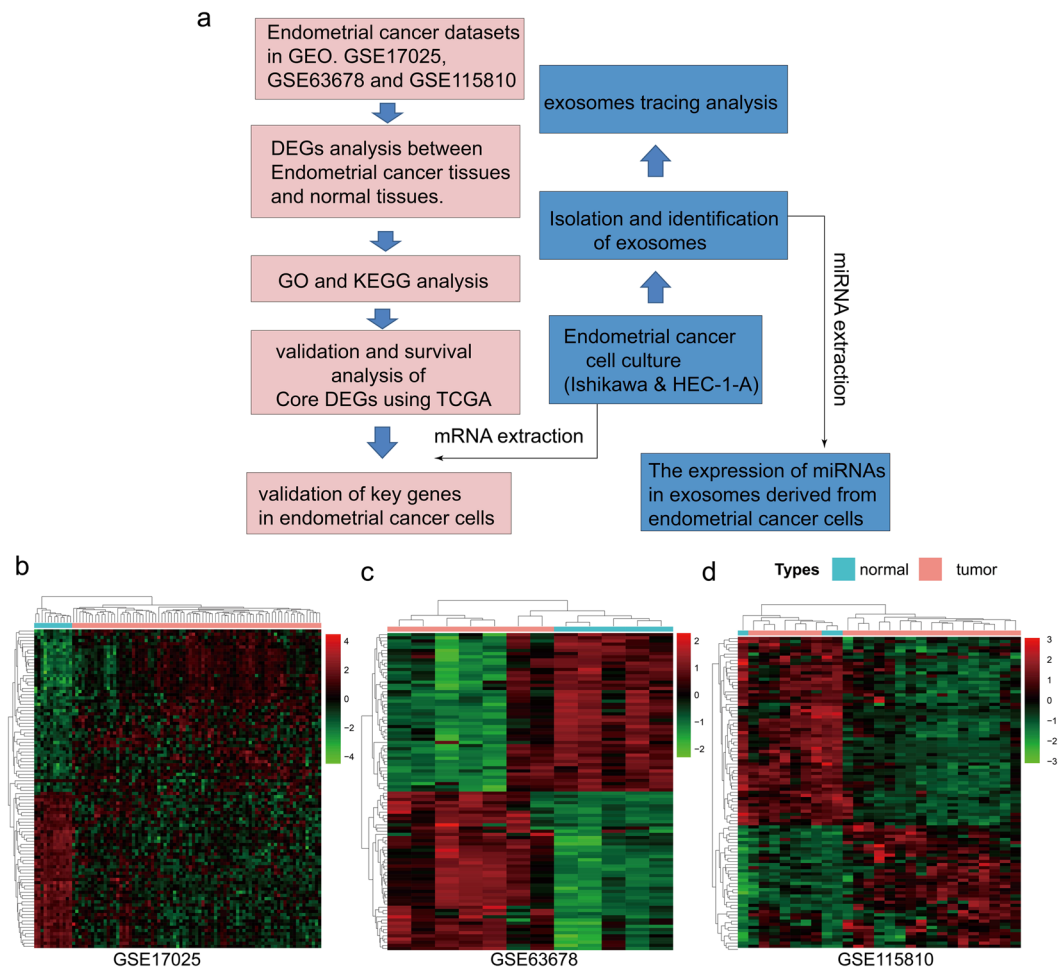 a
Endometrial cancer datasets
in GEO. GSE17025,
GSE63678 and GSE115810
DEGs analysis between
Endometrial cancer tissues
and normal tissues.
GO and KEGG analysis
validation and survival
analysis of
Core DEGs using TCGA
validation of key genes
in endometrial cancer cells
exosomes tracing analysis
Isolation and identification
of exosomes
Endometrial cancer
cell culture
(Ishikawa & HEC-1-A)
mRNA extraction
miRNA extraction
The expression of miRNAs
in exosomes derived from
endometrial cancer cells
b
4
2
0
−2
−4
GSE17025
c
2
1
0
−1
−2
GSE63678
d
Types normal tumor
3
2
1
0
−1
−2
−3
GSE115810